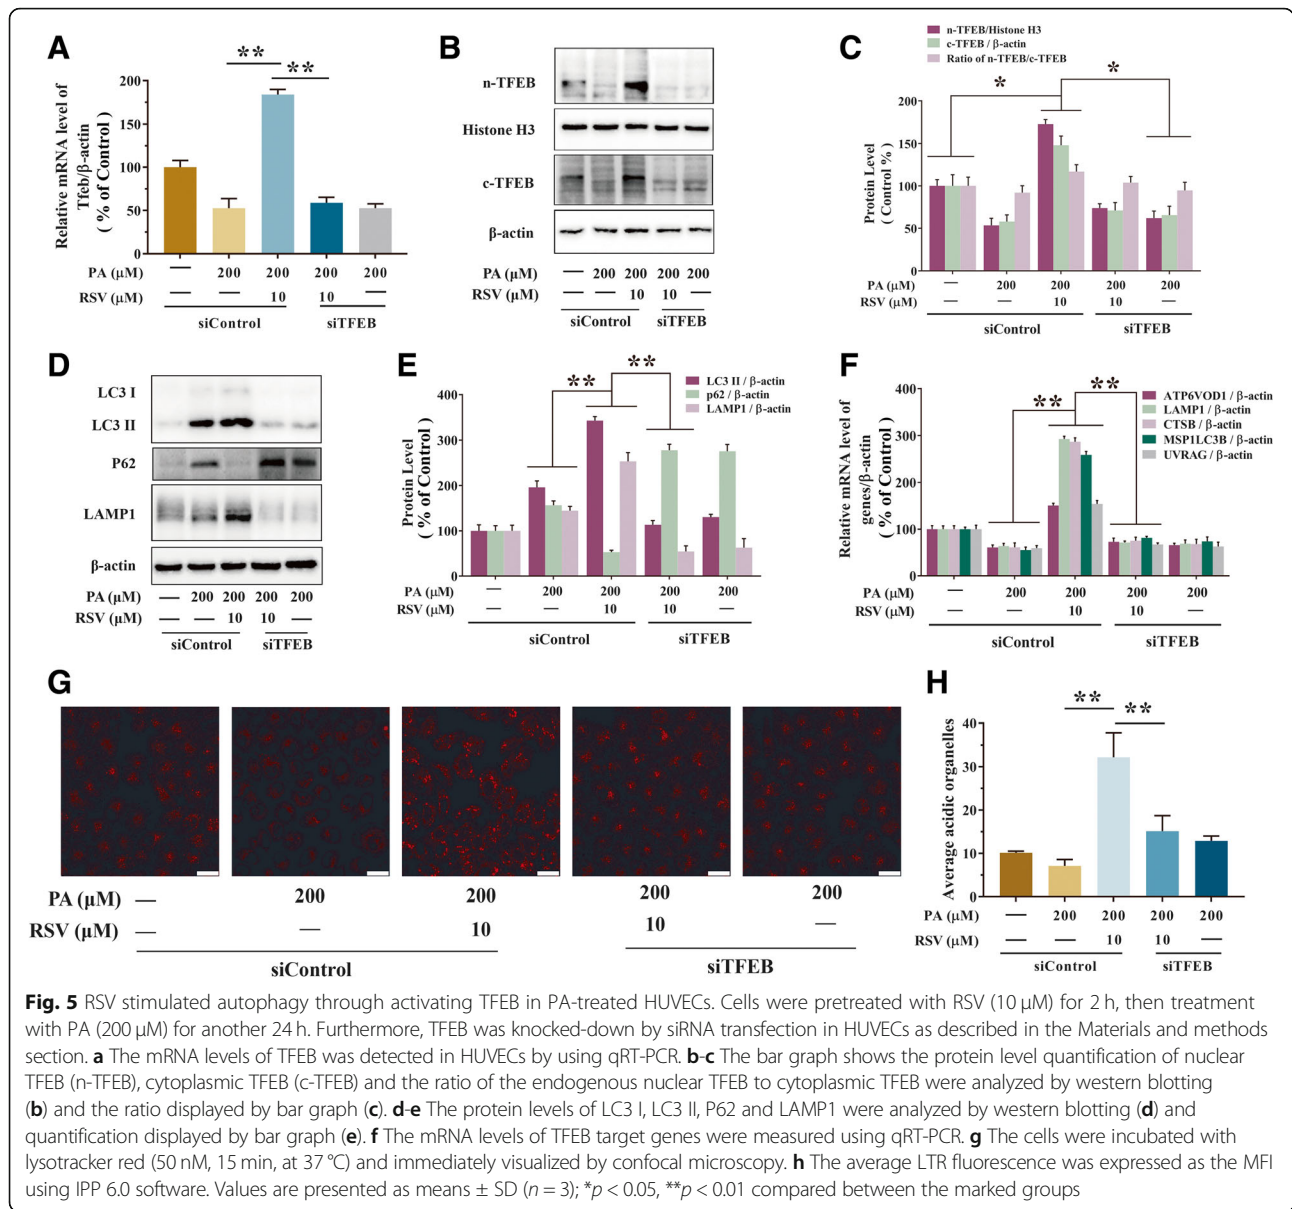 A
**
**
Relative mRNA level of
Tfeb/β-actin
( % of Control )
200
150
100
50
0
PA (μM) — 200 200 200 200
RSV (μM) — — 10 10 —
siControl siTFEB
B
n-TFEB
Histone H3
c-TFEB
β-actin
PA (μM) — 200 200 200 200
RSV (μM) — — 10 10 —
siControl siTFEB
C
n-TFEB/Histone H3
c-TFEB / β-actin
Ratio of n-TFEB/c-TFEB
* *
Protein Level
( Control % )
200
150
100
50
0
PA (μM) — 200 200 200 200
RSV (μM) — — 10 10 —
siControl siTFEB
D
LC3 I
LC3 II
P62
LAMP1
β-actin
PA (μM) — 200 200 200 200
RSV (μM) — — 10 10 —
siControl siTFEB
E
**
**
LC3 II / β-actin
p62 / β-actin
LAMP1 / β-actin
Protein Level
( % of Control )
400
300
200
100
0
PA (μM) — 200 200 200 200
RSV (μM) — — 10 10 —
siControl siTFEB
F
**
**
ATP6VOD1 / β-actin
LAMP1 / β-actin
CTSB / β-actin
MSP1LC3B / β-actin
UVRAG / β-actin
Relative mRNA level of
genes/β-actin
( % of Control )
400
300
200
100
0
PA (μM) — 200 200 200 200
RSV (μM) — — 10 10 —
siControl siTFEB
G
PA (μM) — 200 200 200 200
RSV (μM) — — 10 10 —
siControl siTFEB
H
**
**
Average acidic organelles
40
30
20
10
0
PA (μM) — 200 200 200 200
RSV (μM) — — 10 10 —
siControl siTFEB
Fig. 5 RSV stimulated autophagy through activating TFEB in PA-treated HUVECs. Cells were pretreated with RSV (10 μM) for 2 h, then treatment
with PA (200 μM) for another 24 h. Furthermore, TFEB was knocked-down by siRNA transfection in HUVECs as described in the Materials and methods
section. a The mRNA levels of TFEB was detected in HUVECs by using qRT-PCR. b-c The bar graph shows the protein level quantification of nuclear
TFEB (n-TFEB), cytoplasmic TFEB (c-TFEB) and the ratio of the endogenous nuclear TFEB to cytoplasmic TFEB were analyzed by western blotting
(b) and the ratio displayed by bar graph (c). d-e The protein levels of LC3 I, LC3 II, P62 and LAMP1 were analyzed by western blotting (d) and
quantification displayed by bar graph (e). f The mRNA levels of TFEB target genes were measured using qRT-PCR. g The cells were incubated with
lysotracker red (50 nM, 15 min, at 37 °C) and immediately visualized by confocal microscopy. h The average LTR fluorescence was expressed as the MFI
using IPP 6.0 software. Values are presented as means ± SD (n = 3); *p < 0.05, **p < 0.01 compared between the marked groups